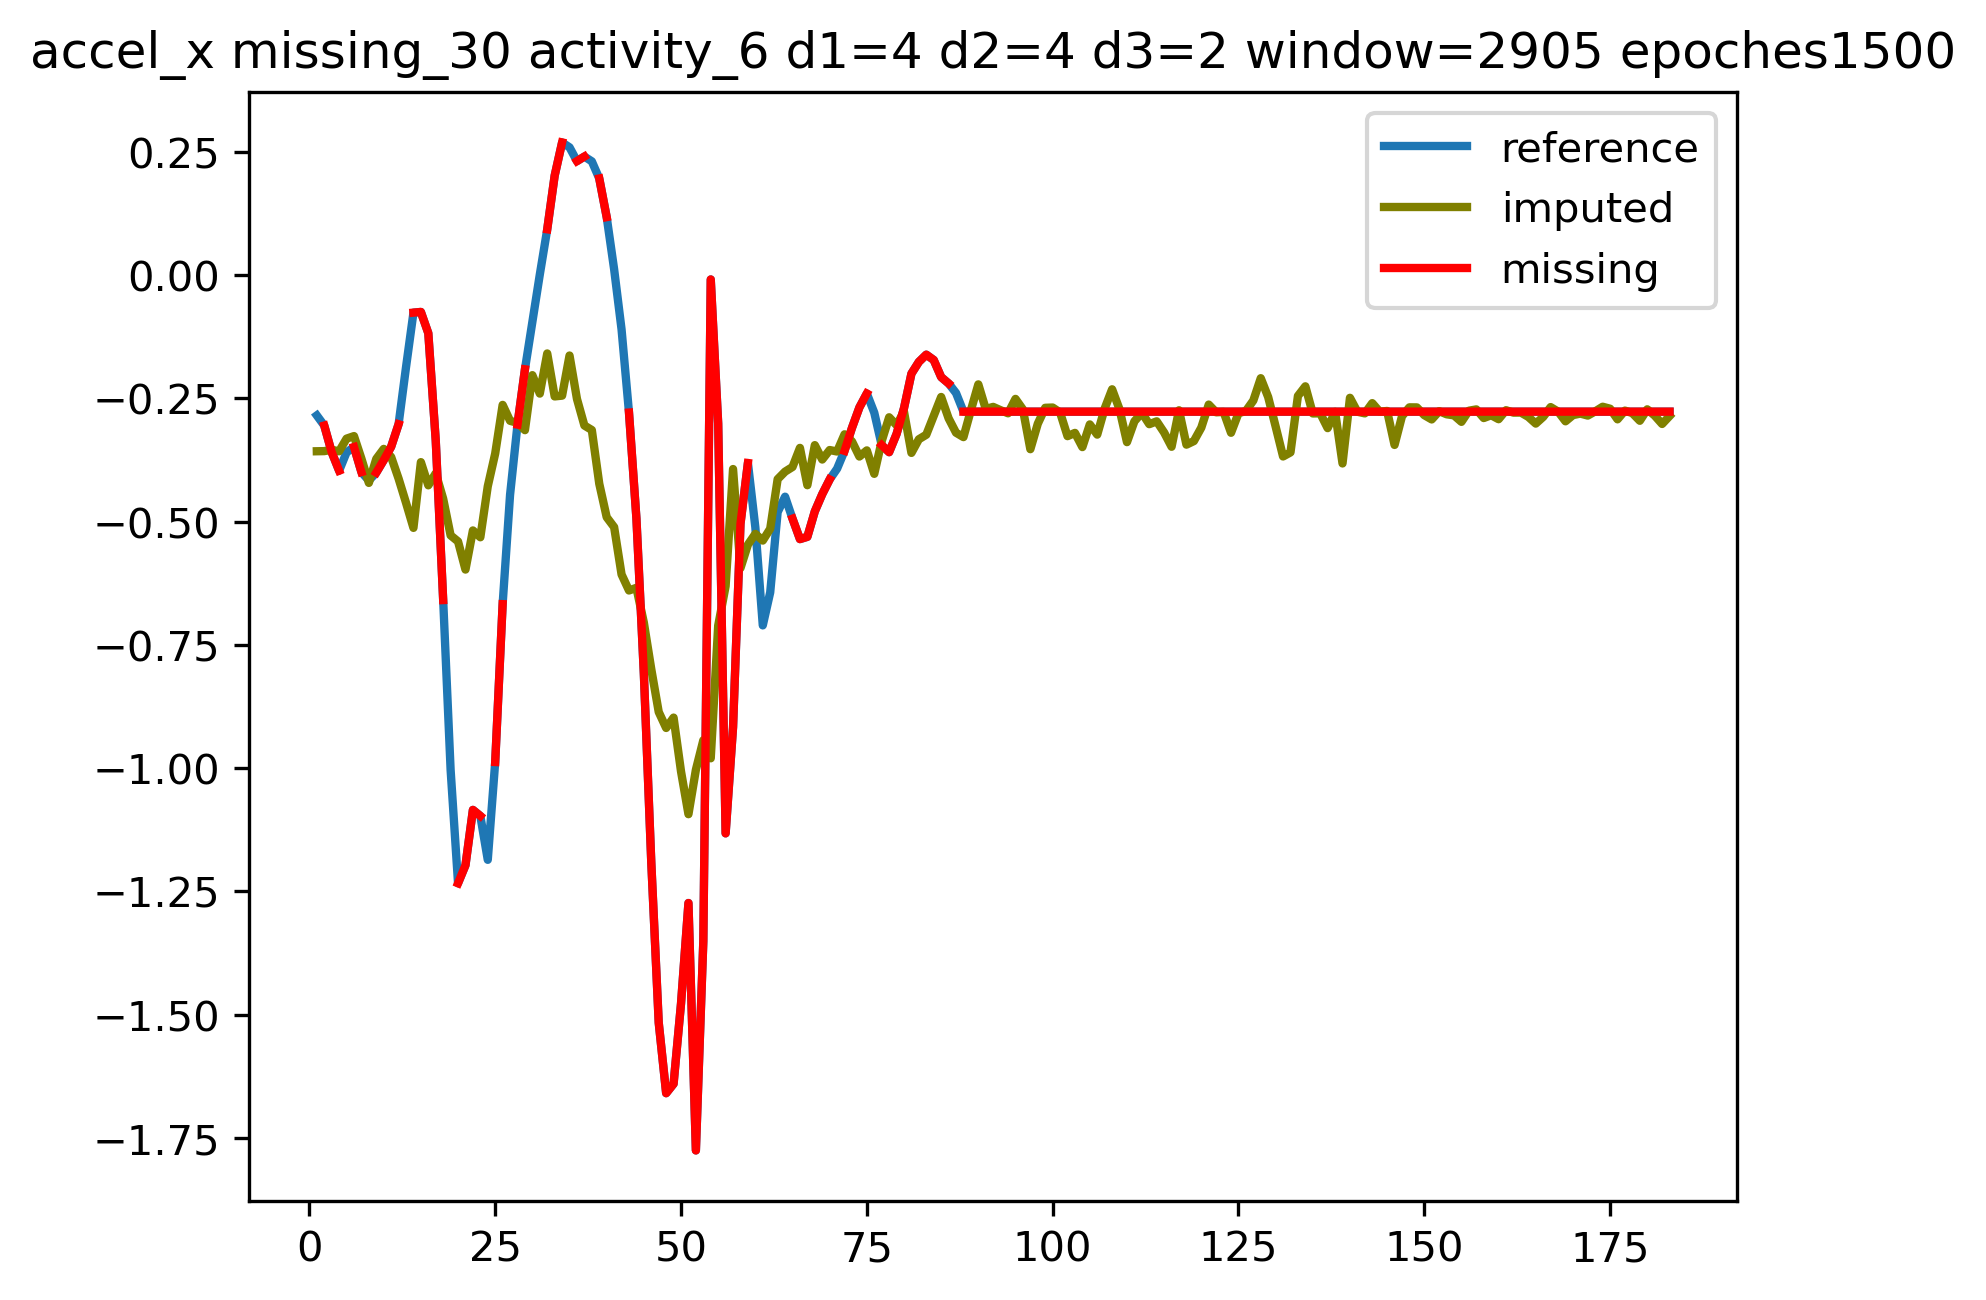 accel_x missing_30 activity_6 d1=4 d2=4 d3=2 window=2905 epoches1500
reference
imputed
missing
0.25
0.00
−0.25
−0.50
−0.75
−1.00
−1.25
−1.50
−1.75
0 25 50 75 100 125 150 175